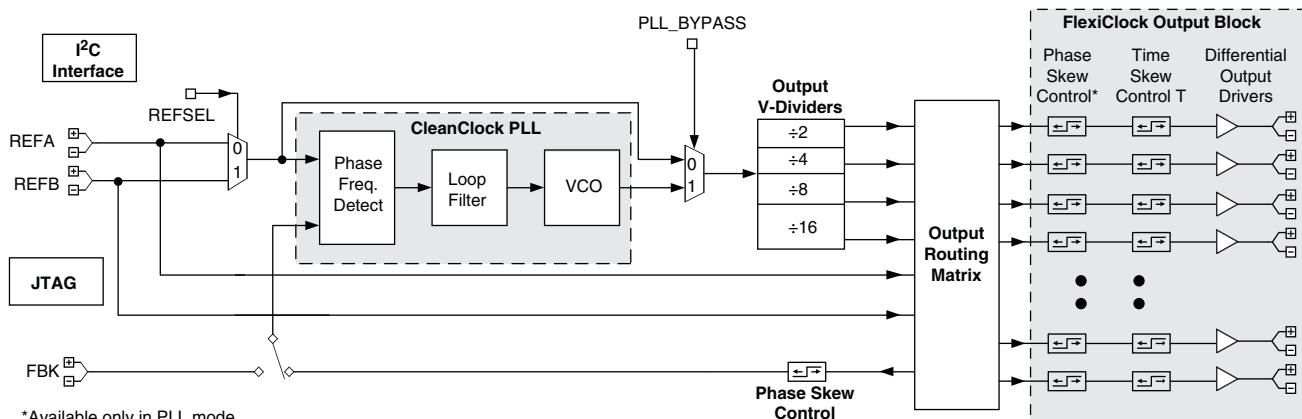 FlexiClock Output Block
PLL_BYPASS
I²C
Interface
Phase
Skew
Control*
Time
Skew
Control T
Differential
Output
Drivers
Output
V-Dividers
REFSEL
CleanClock PLL
REFA
+
-
REFB
+
-
0
1
Phase
Freq.
Detect
Loop
Filter
VCO
0
1
÷2
÷4
÷8
÷16
Output
Routing
Matrix
+
-
+
-
+
-
+
-
+
-
+
-
JTAG
FBK
+
-
Phase Skew
Control
*Available only in PLL mode